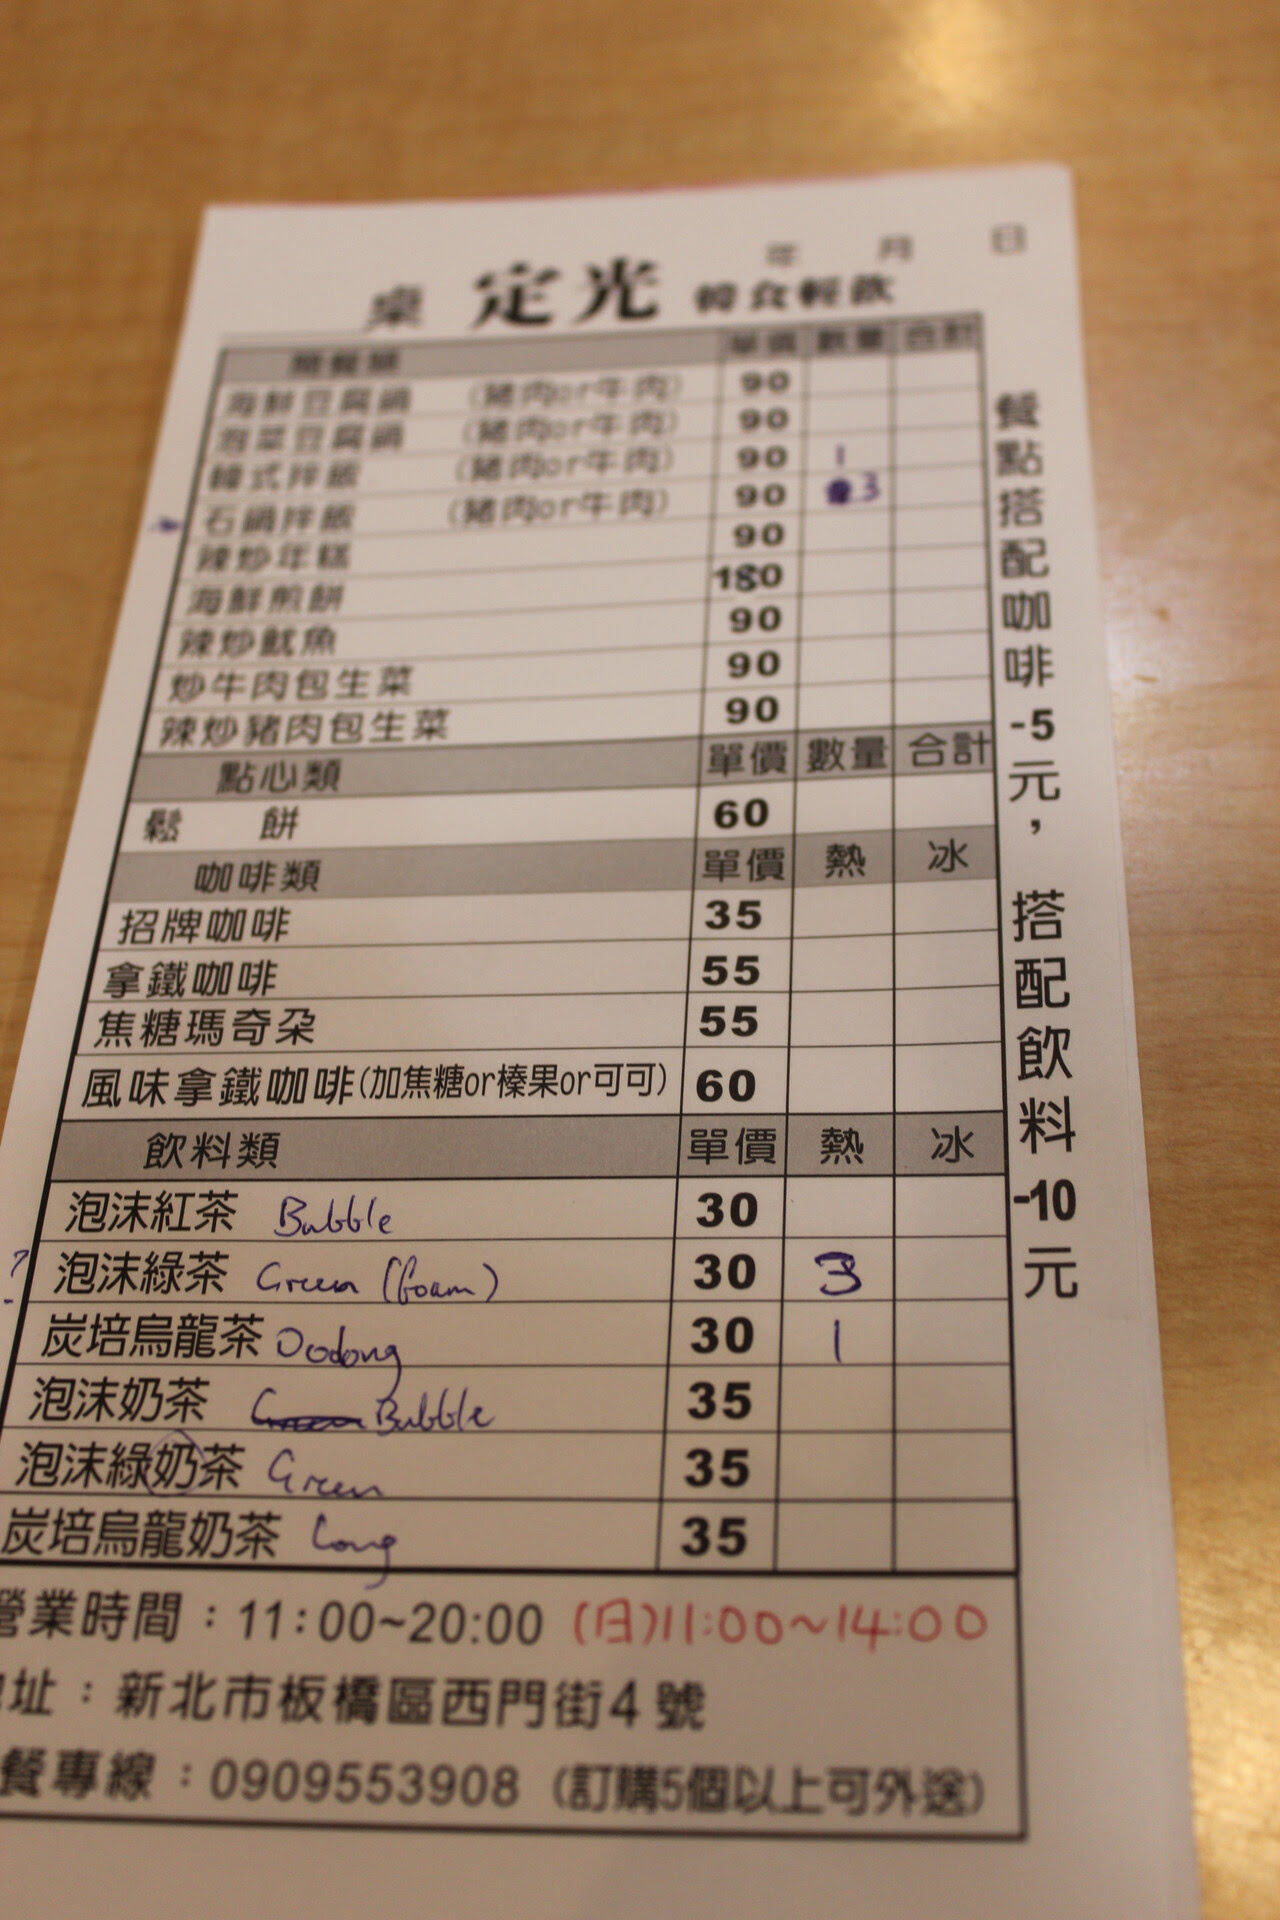 年 月 日
桌 定光 韓食輕飲
簡餐類 單價 數量 合計
海鮮豆腐鍋 (豬肉or牛肉) 90
泡菜豆腐鍋 (豬肉or牛肉) 90
韓式拌飯 (豬肉or牛肉) 90 1
石鍋拌飯 (豬肉or牛肉) 90 3
辣炒年糕 90
海鮮煎餅 180
辣炒魷魚 90
炒牛肉包生菜 90
辣炒豬肉包生菜 90
點心類 單價 數量 合計
鬆 餅 60
咖啡類 單價 熱 冰
招牌咖啡 35
拿鐵咖啡 55
焦糖瑪奇朵 55
風味拿鐵咖啡(加焦糖or榛果or可可) 60
飲料類 單價 熱 冰
泡沫紅茶 Bubble 30
? 泡沫綠茶 Green (foam) 30 3
炭培烏龍茶 Oodong 30 1
泡沫奶茶 Green Bubble 35
泡沫綠奶茶 Green 35
炭培烏龍奶茶 Long 35
營業時間：11:00~20:00 (日)11:00~14:00
址：新北市板橋區西門街4號
餐專線：0909553908 (訂購5個以上可外送)
餐點搭配咖啡-5元，搭配飲料-10元